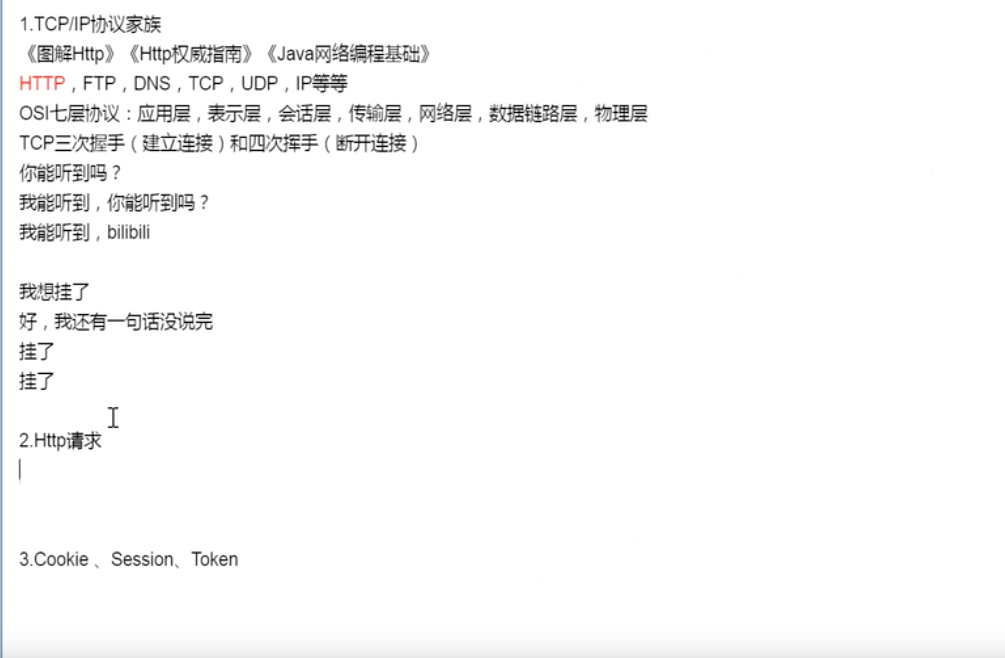 1.TCP/IP协议家族
《图解Http》《Http权威指南》《Java网络编程基础》
HTTP，FTP，DNS，TCP，UDP，IP等等
OSI七层协议：应用层，表示层，会话层，传输层，网络层，数据链路层，物理层
TCP三次握手（建立连接）和四次挥手（断开连接）
你能听到吗？
我能听到，你能听到吗？
我能听到，bilibili
我想挂了
好，我还有一句话没说完
挂了
挂了
2.Http请求
3.Cookie 、Session、Token